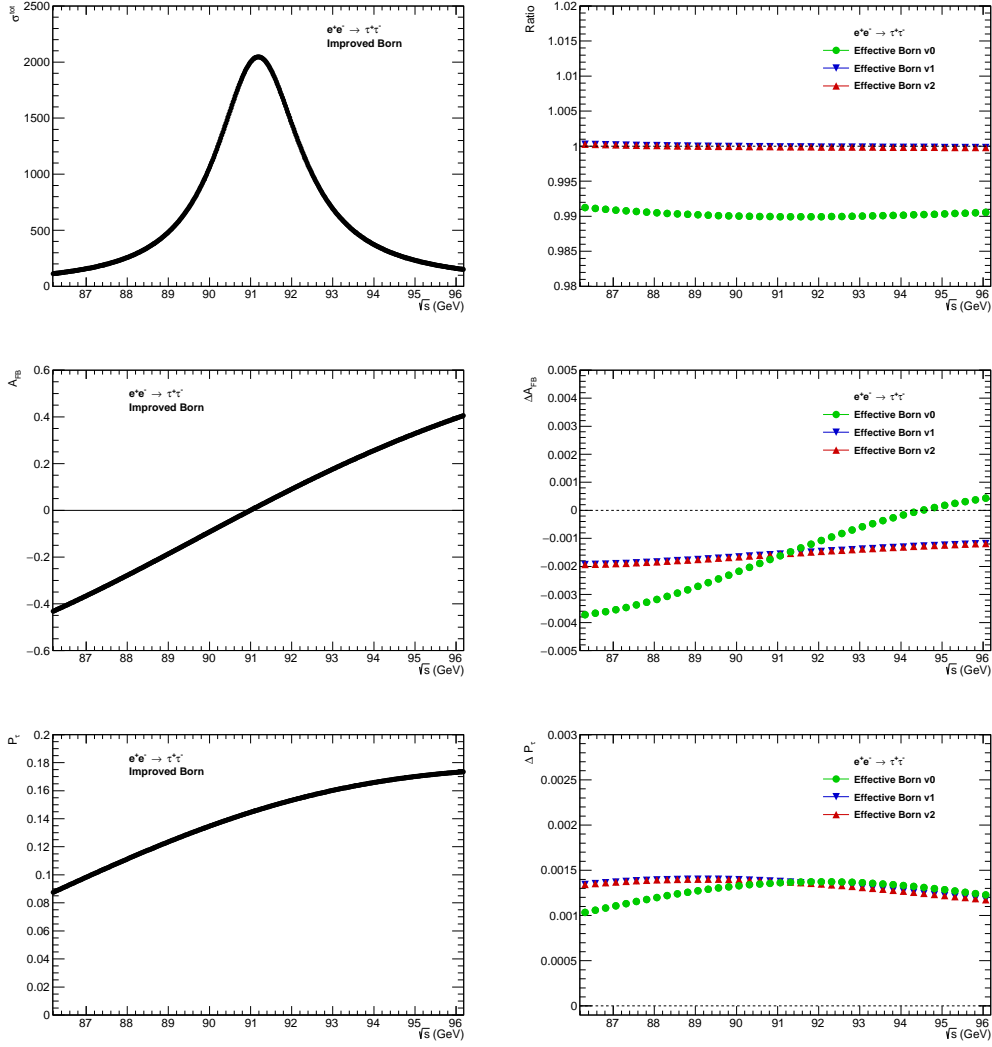 σ^tot
2500
2000
1500
1000
500
0
e⁺e⁻ → τ⁺τ⁻
Improved Born
87 88 89 90 91 92 93 94 95 96
√s (GeV)
Ratio
1.02
1.015
1.01
1.005
1
0.995
0.99
0.985
0.98
e⁺e⁻ → τ⁺τ⁻
Effective Born v0
Effective Born v1
Effective Born v2
87 88 89 90 91 92 93 94 95 96
√s (GeV)
A_FB
0.6
0.4
0.2
0
−0.2
−0.4
−0.6
e⁺e⁻ → τ⁺τ⁻
Improved Born
87 88 89 90 91 92 93 94 95 96
√s (GeV)
ΔA_FB
0.005
0.004
0.003
0.002
0.001
0
−0.001
−0.002
−0.003
−0.004
−0.005
e⁺e⁻ → τ⁺τ⁻
Effective Born v0
Effective Born v1
Effective Born v2
87 88 89 90 91 92 93 94 95 96
√s (GeV)
P_τ
0.2
0.18
0.16
0.14
0.12
0.1
0.08
0.06
0.04
0.02
0
e⁺e⁻ → τ⁺τ⁻
Improved Born
87 88 89 90 91 92 93 94 95 96
√s (GeV)
Δ P_τ
0.003
0.0025
0.002
0.0015
0.001
0.0005
0
e⁺e⁻ → τ⁺τ⁻
Effective Born v0
Effective Born v1
Effective Born v2
87 88 89 90 91 92 93 94 95 96
√s (GeV)